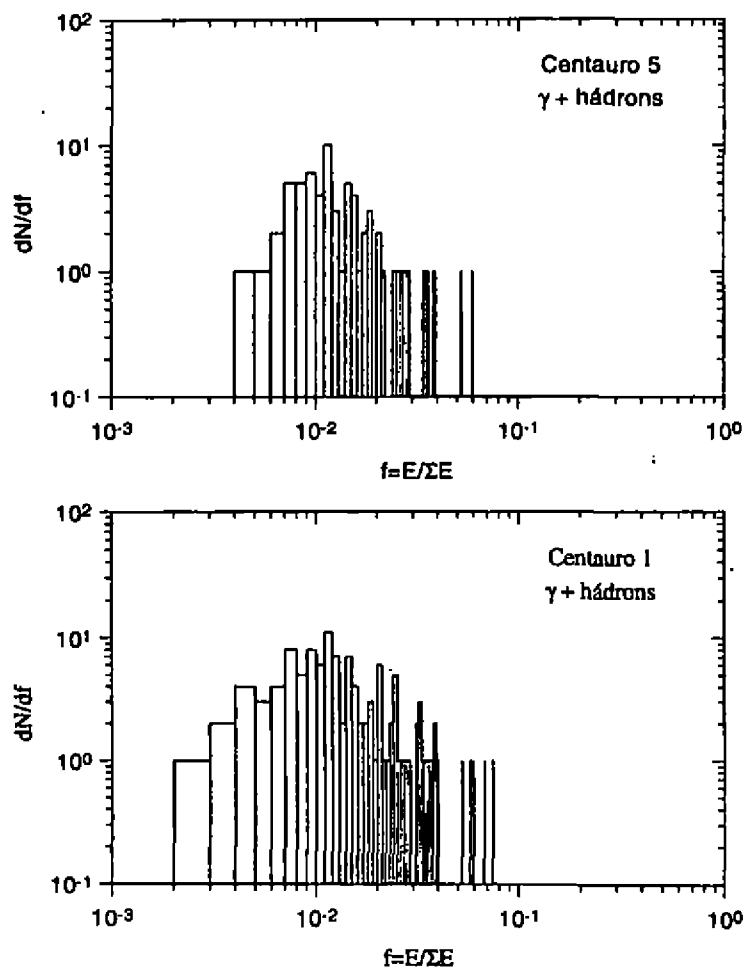 10²
Centauro 5
γ + hádrons
10¹
dN/df
10⁰
10⁻¹
10⁻³
10⁻²
10⁻¹
10⁰
f=E/ΣE
10²
Centauro I
γ + hádrons
10¹
dN/df
10⁰
10⁻¹
10⁻³
10⁻²
10⁻¹
10⁰
f=E/ΣE